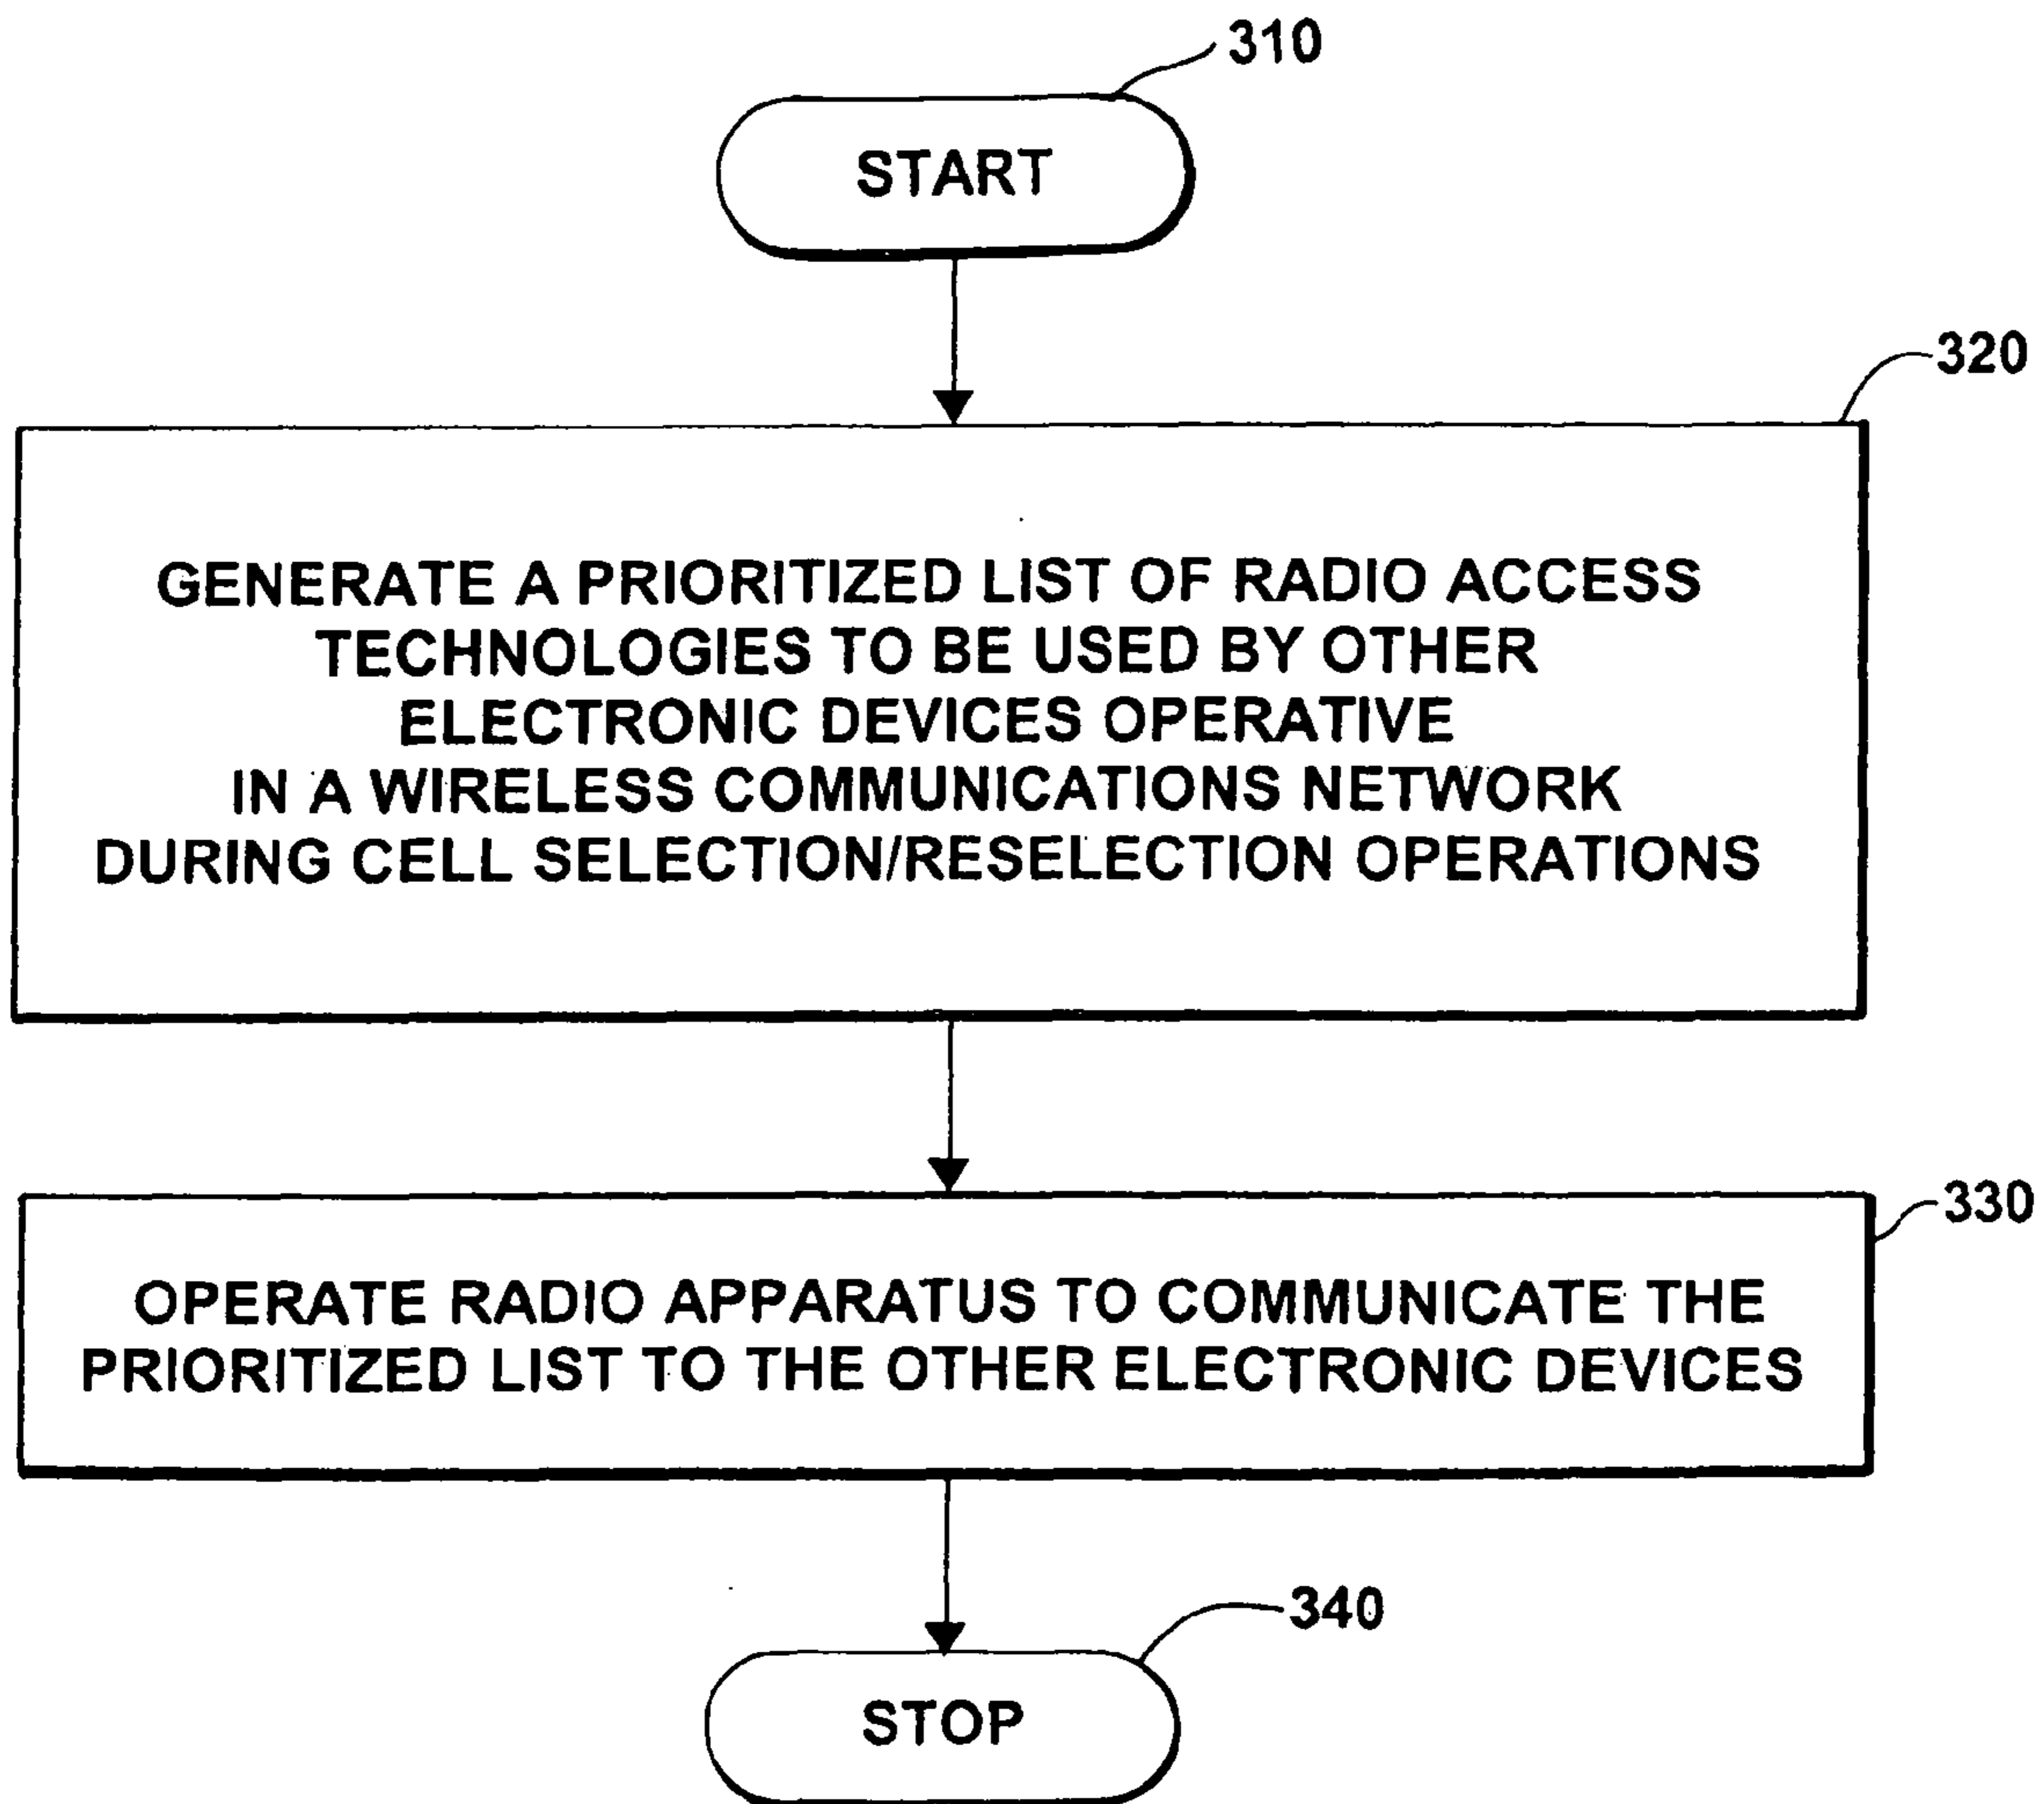 310
START
320
GENERATE A PRIORITIZED LIST OF RADIO ACCESS
TECHNOLOGIES TO BE USED BY OTHER
ELECTRONIC DEVICES OPERATIVE
IN A WIRELESS COMMUNICATIONS NETWORK
DURING CELL SELECTION/RESELECTION OPERATIONS
330
OPERATE RADIO APPARATUS TO COMMUNICATE THE
PRIORITIZED LIST TO THE OTHER ELECTRONIC DEVICES
340
STOP